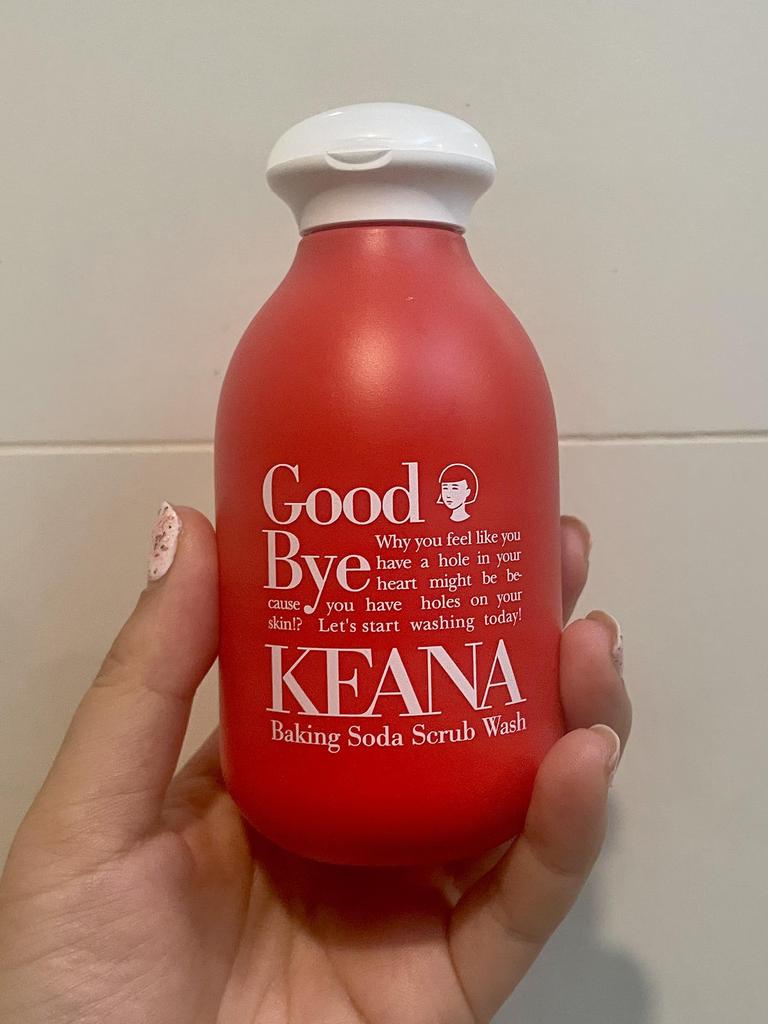 Good
Bye
Why you feel like you
have a hole in your
heart might be be-
cause you have holes on your
skin!? Let's start washing today!
KEANA
Baking Soda Scrub Wash